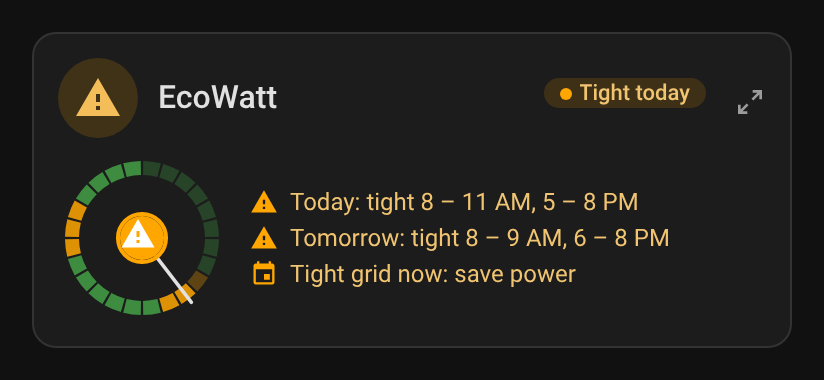 EcoWatt
Tight today
Today: tight 8 – 11 AM, 5 – 8 PM
Tomorrow: tight 8 – 9 AM, 6 – 8 PM
Tight grid now: save power